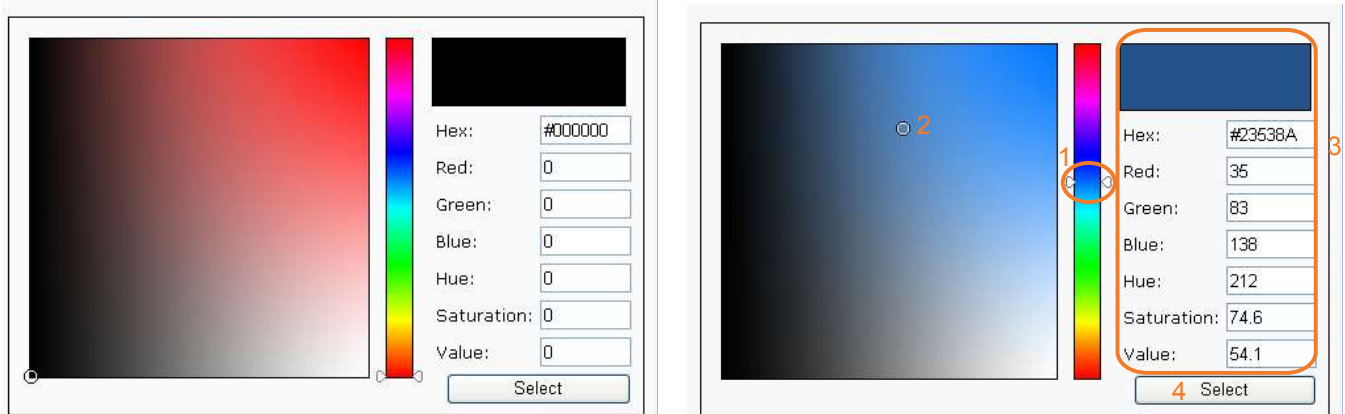 Hex: #000000
Red: 0
Green: 0
Blue: 0
Hue: 0
Saturation: 0
Value: 0
Select
1
2
3
Hex: #23538A
Red: 35
Green: 83
Blue: 138
Hue: 212
Saturation: 74.6
Value: 54.1
4 Select